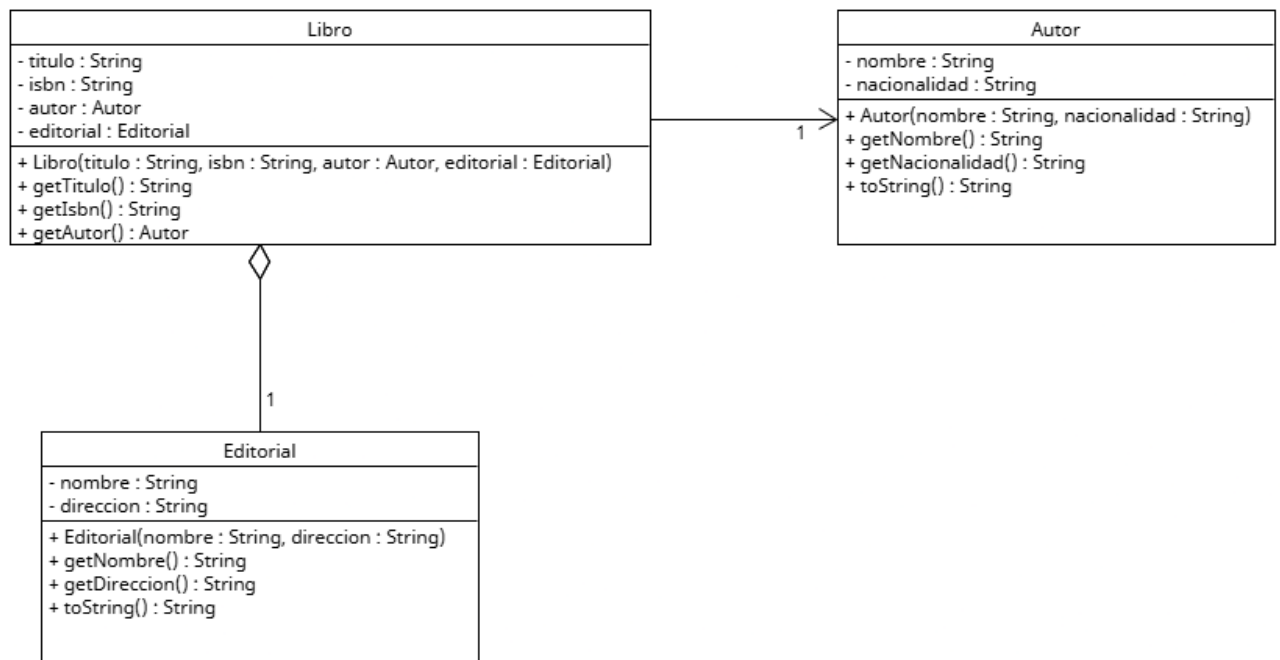 Libro
- titulo : String
- isbn : String
- autor : Autor
- editorial : Editorial
+ Libro(titulo : String, isbn : String, autor : Autor, editorial : Editorial)
+ getTitulo() : String
+ getIsbn() : String
+ getAutor() : Autor
Autor
- nombre : String
- nacionalidad : String
+ Autor(nombre : String, nacionalidad : String)
+ getNombre() : String
+ getNacionalidad() : String
+ toString() : String
1
1
Editorial
- nombre : String
- direccion : String
+ Editorial(nombre : String, direccion : String)
+ getNombre() : String
+ getDireccion() : String
+ toString() : String